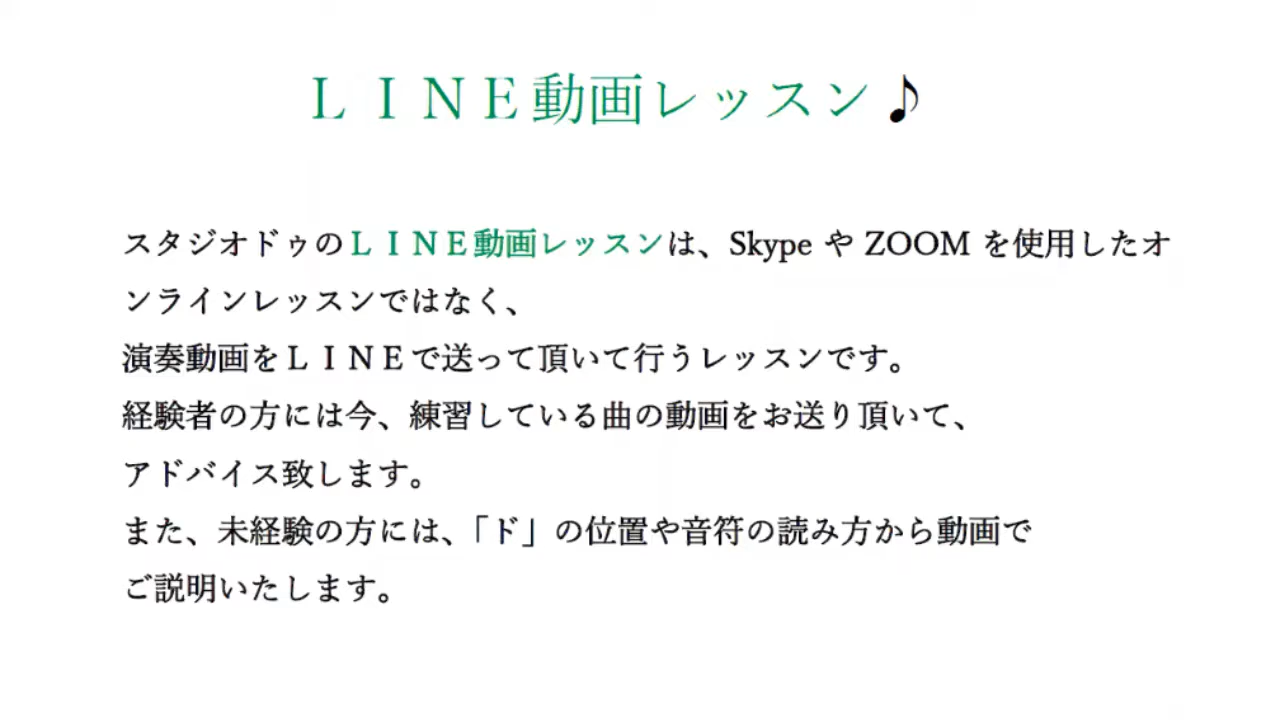 ＬＩＮＥ動画レッスン♪
スタジオドゥのＬＩＮＥ動画レッスンは、Skype や ZOOM を使用したオ
ンラインレッスンではなく、
演奏動画をＬＩＮＥで送って頂いて行うレッスンです。
経験者の方には今、練習している曲の動画をお送り頂いて、
アドバイス致します。
また、未経験の方には、「ド」の位置や音符の読み方から動画で
ご説明いたします。